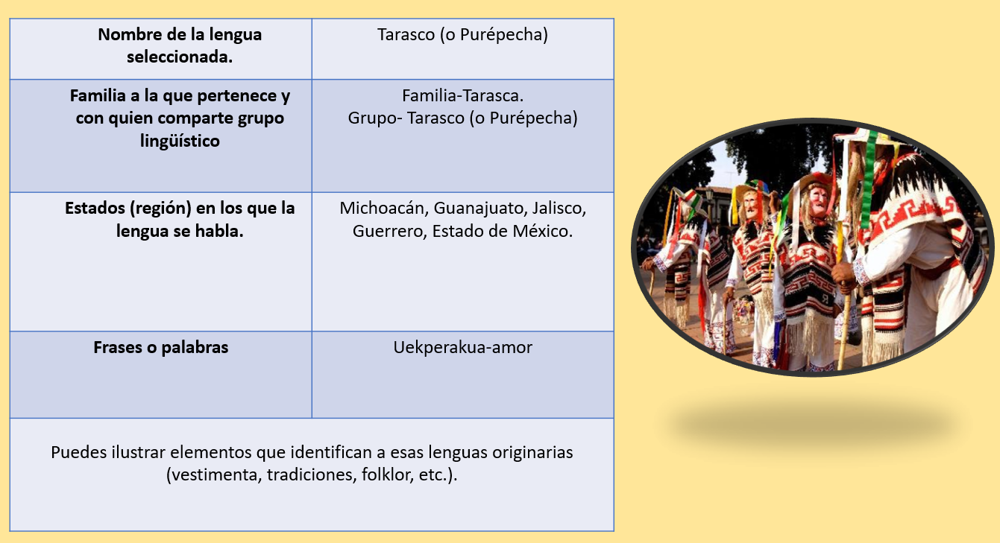 Nombre de la lengua
seleccionada.
Tarasco (o Purépecha)
Familia a la que pertenece y
con quien comparte grupo
lingüístico
Familia-Tarasca.
Grupo- Tarasco (o Purépecha)
Estados (región) en los que la
lengua se habla.
Michoacán, Guanajuato, Jalisco,
Guerrero, Estado de México.
Frases o palabras
Uekperakua-amor
Puedes ilustrar elementos que identifican a esas lenguas originarias
(vestimenta, tradiciones, folklor, etc.).